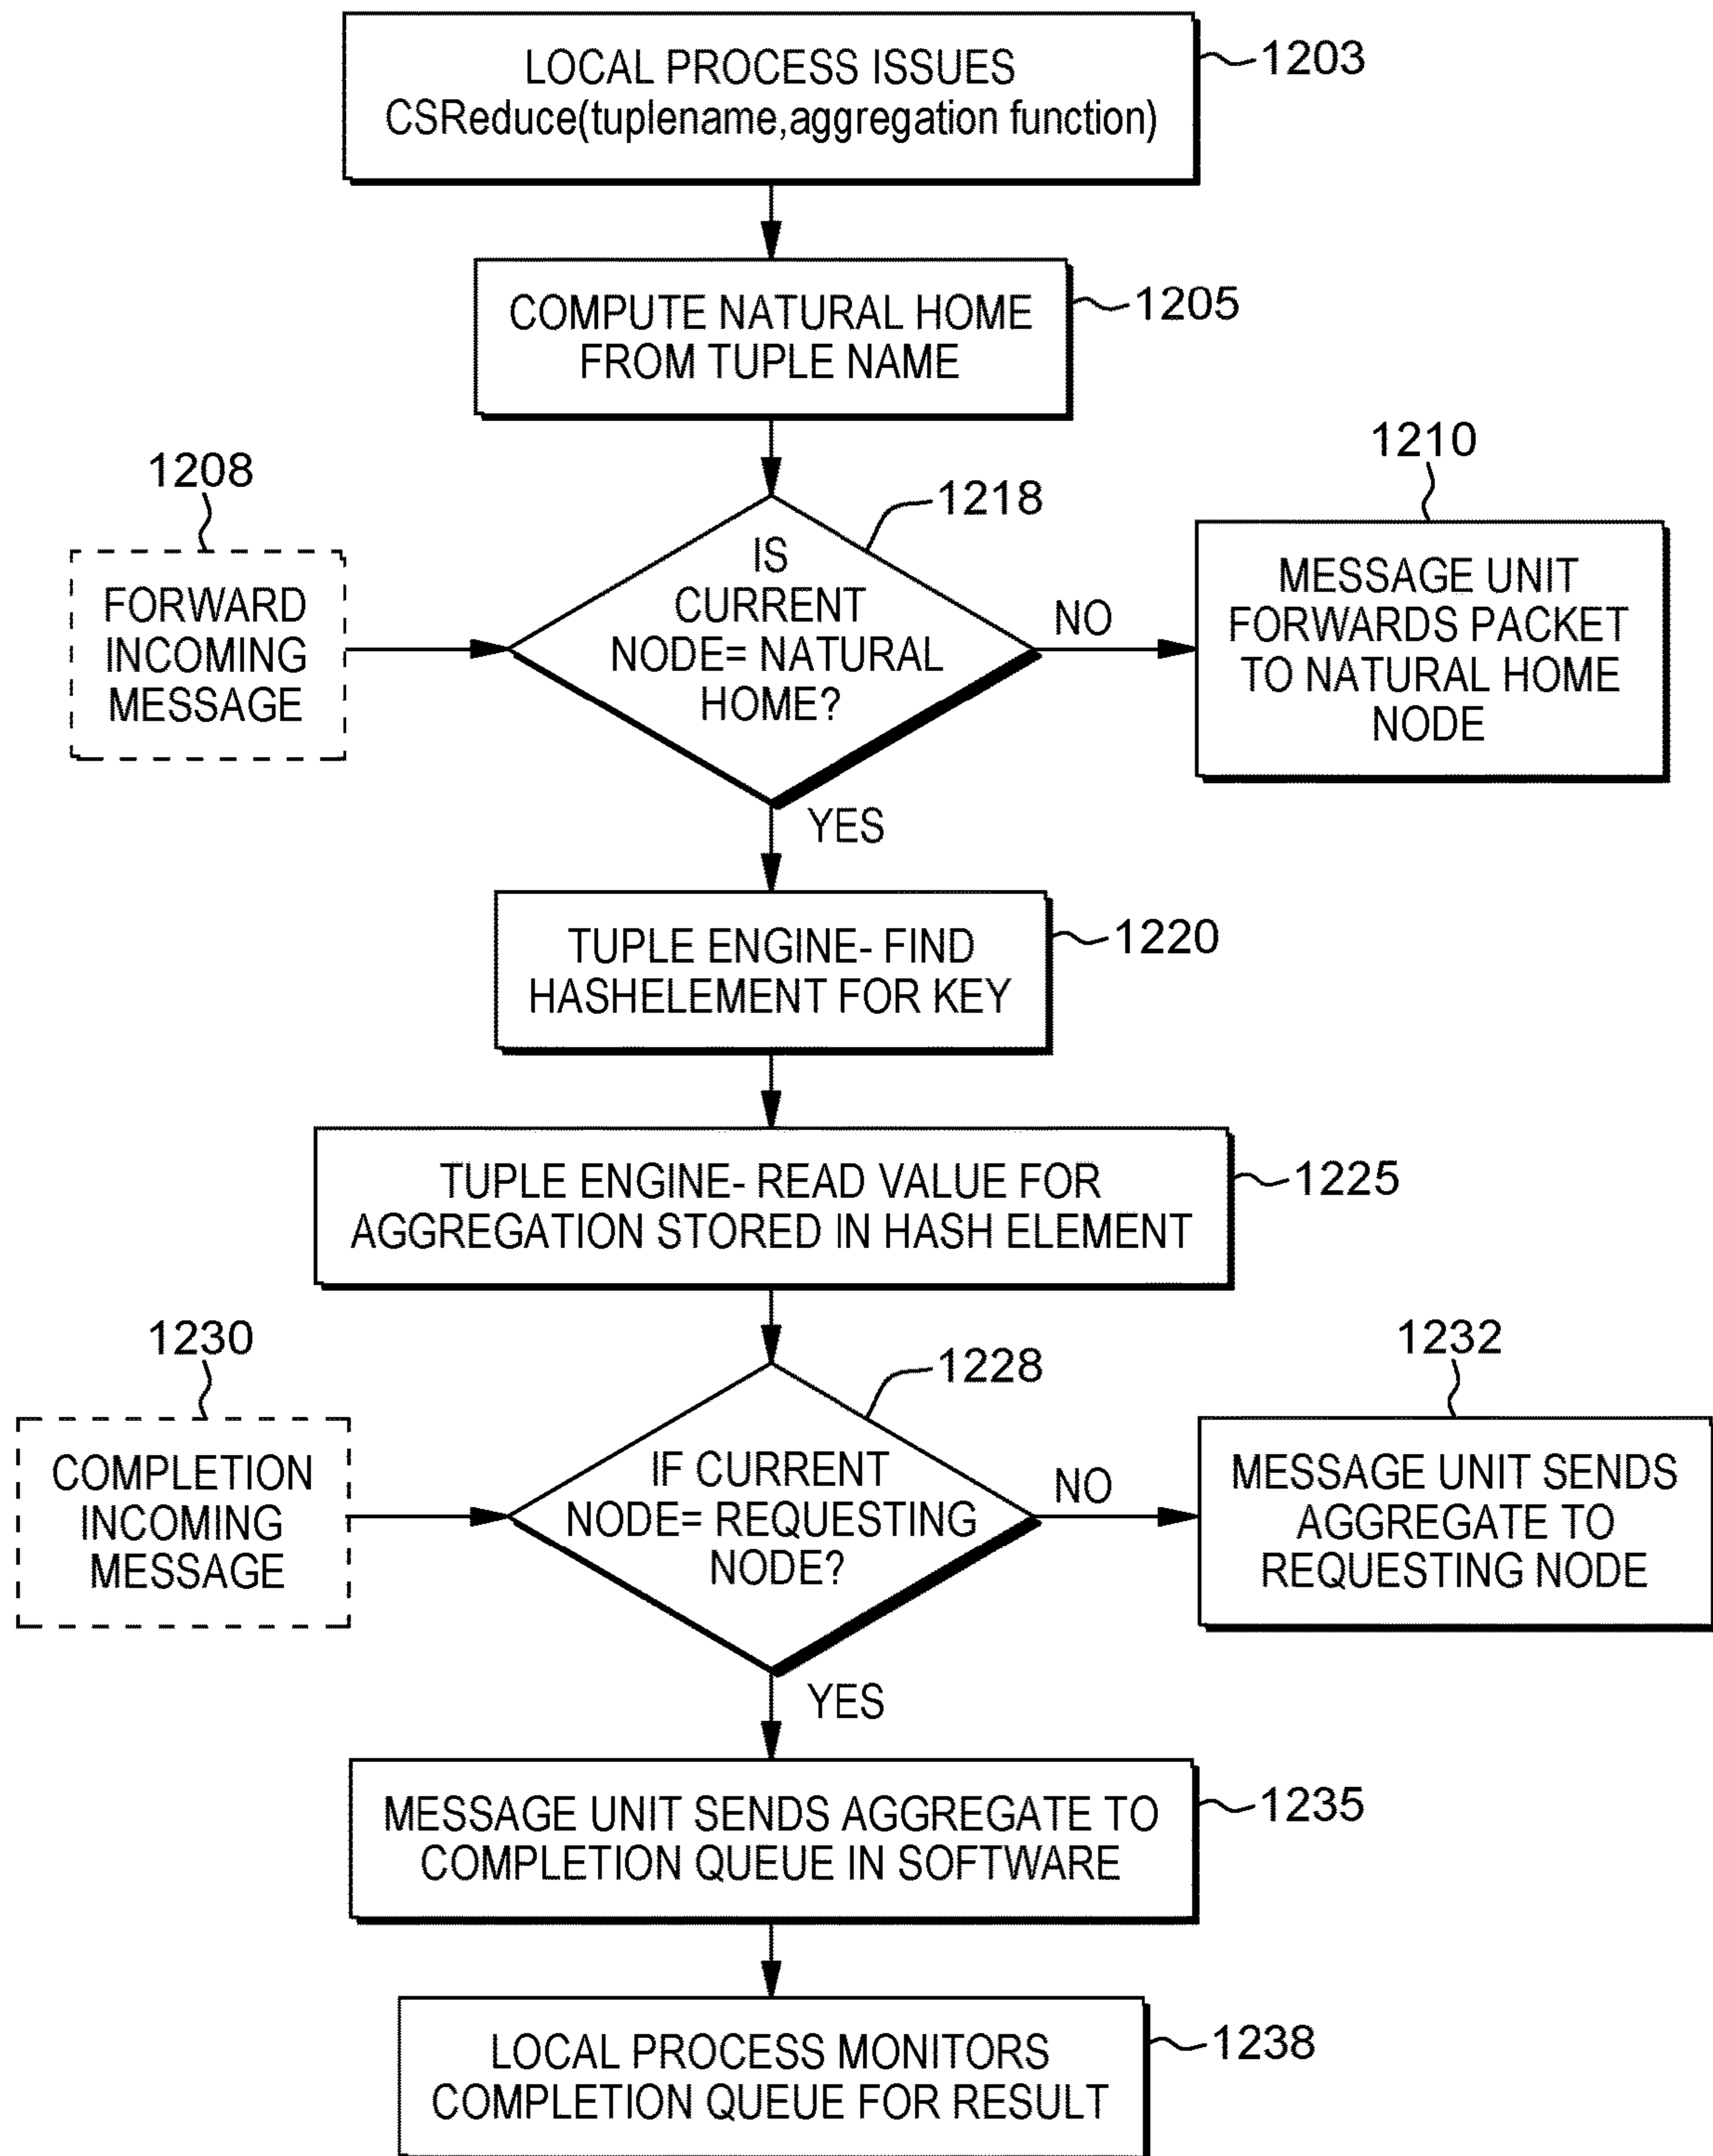 LOCAL PROCESS ISSUES
CSReduce(tuplename,aggregation function)
1203
COMPUTE NATURAL HOME
FROM TUPLE NAME
1205
1208
FORWARD
INCOMING
MESSAGE
1218
IS
CURRENT
NODE= NATURAL
HOME?
NO
1210
MESSAGE UNIT
FORWARDS PACKET
TO NATURAL HOME
NODE
YES
TUPLE ENGINE- FIND
HASHELEMENT FOR KEY
1220
TUPLE ENGINE- READ VALUE FOR
AGGREGATION STORED IN HASH ELEMENT
1225
1230
COMPLETION
INCOMING
MESSAGE
1228
IF CURRENT
NODE= REQUESTING
NODE?
NO
1232
MESSAGE UNIT SENDS
AGGREGATE TO
REQUESTING NODE
YES
MESSAGE UNIT SENDS AGGREGATE TO
COMPLETION QUEUE IN SOFTWARE
1235
LOCAL PROCESS MONITORS
COMPLETION QUEUE FOR RESULT
1238